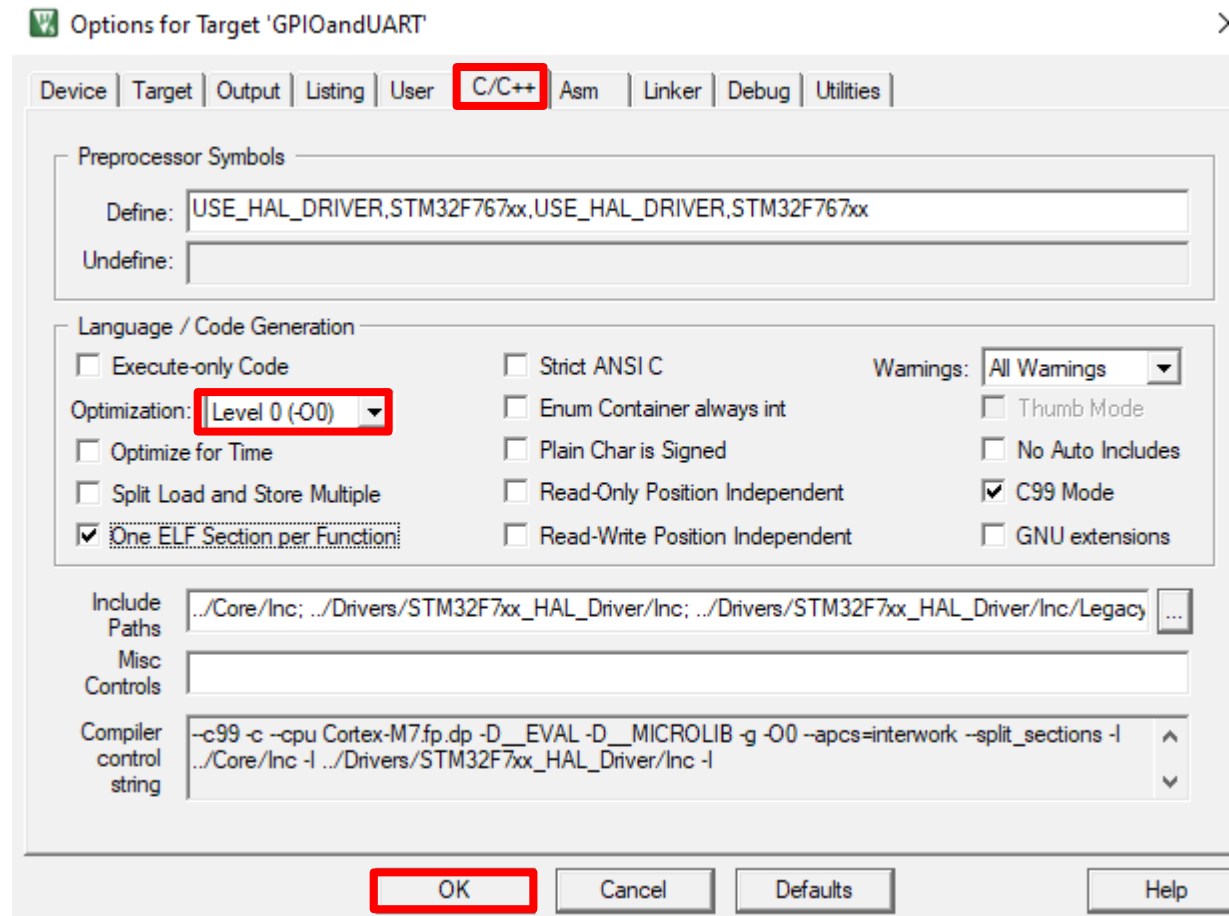 Options for Target 'GPIOandUART'
Device Target Output Listing User C/C++ Asm Linker Debug Utilities
Preprocessor Symbols
Define: USE_HAL_DRIVER,STM32F767xx,USE_HAL_DRIVER,STM32F767xx
Undefine:
Language / Code Generation
Execute-only Code Strict ANSI C Warnings: All Warnings
Optimization: Level 0 (-O0) Enum Container always int Thumb Mode
Optimize for Time Plain Char is Signed No Auto Includes
Split Load and Store Multiple Read-Only Position Independent C99 Mode
One ELF Section per Function Read-Write Position Independent GNU extensions
Include
Paths
../Core/Inc; ../Drivers/STM32F7xx_HAL_Driver/Inc; ../Drivers/STM32F7xx_HAL_Driver/Inc/Legacy ...
Misc
Controls
Compiler
control
string
--c99 -c --cpu Cortex-M7.fp.dp -D__EVAL -D__MICROLIB -g -O0 --apcs=interwork --split_sections -I
../Core/Inc -I ../Drivers/STM32F7xx_HAL_Driver/Inc -I
OK Cancel Defaults Help